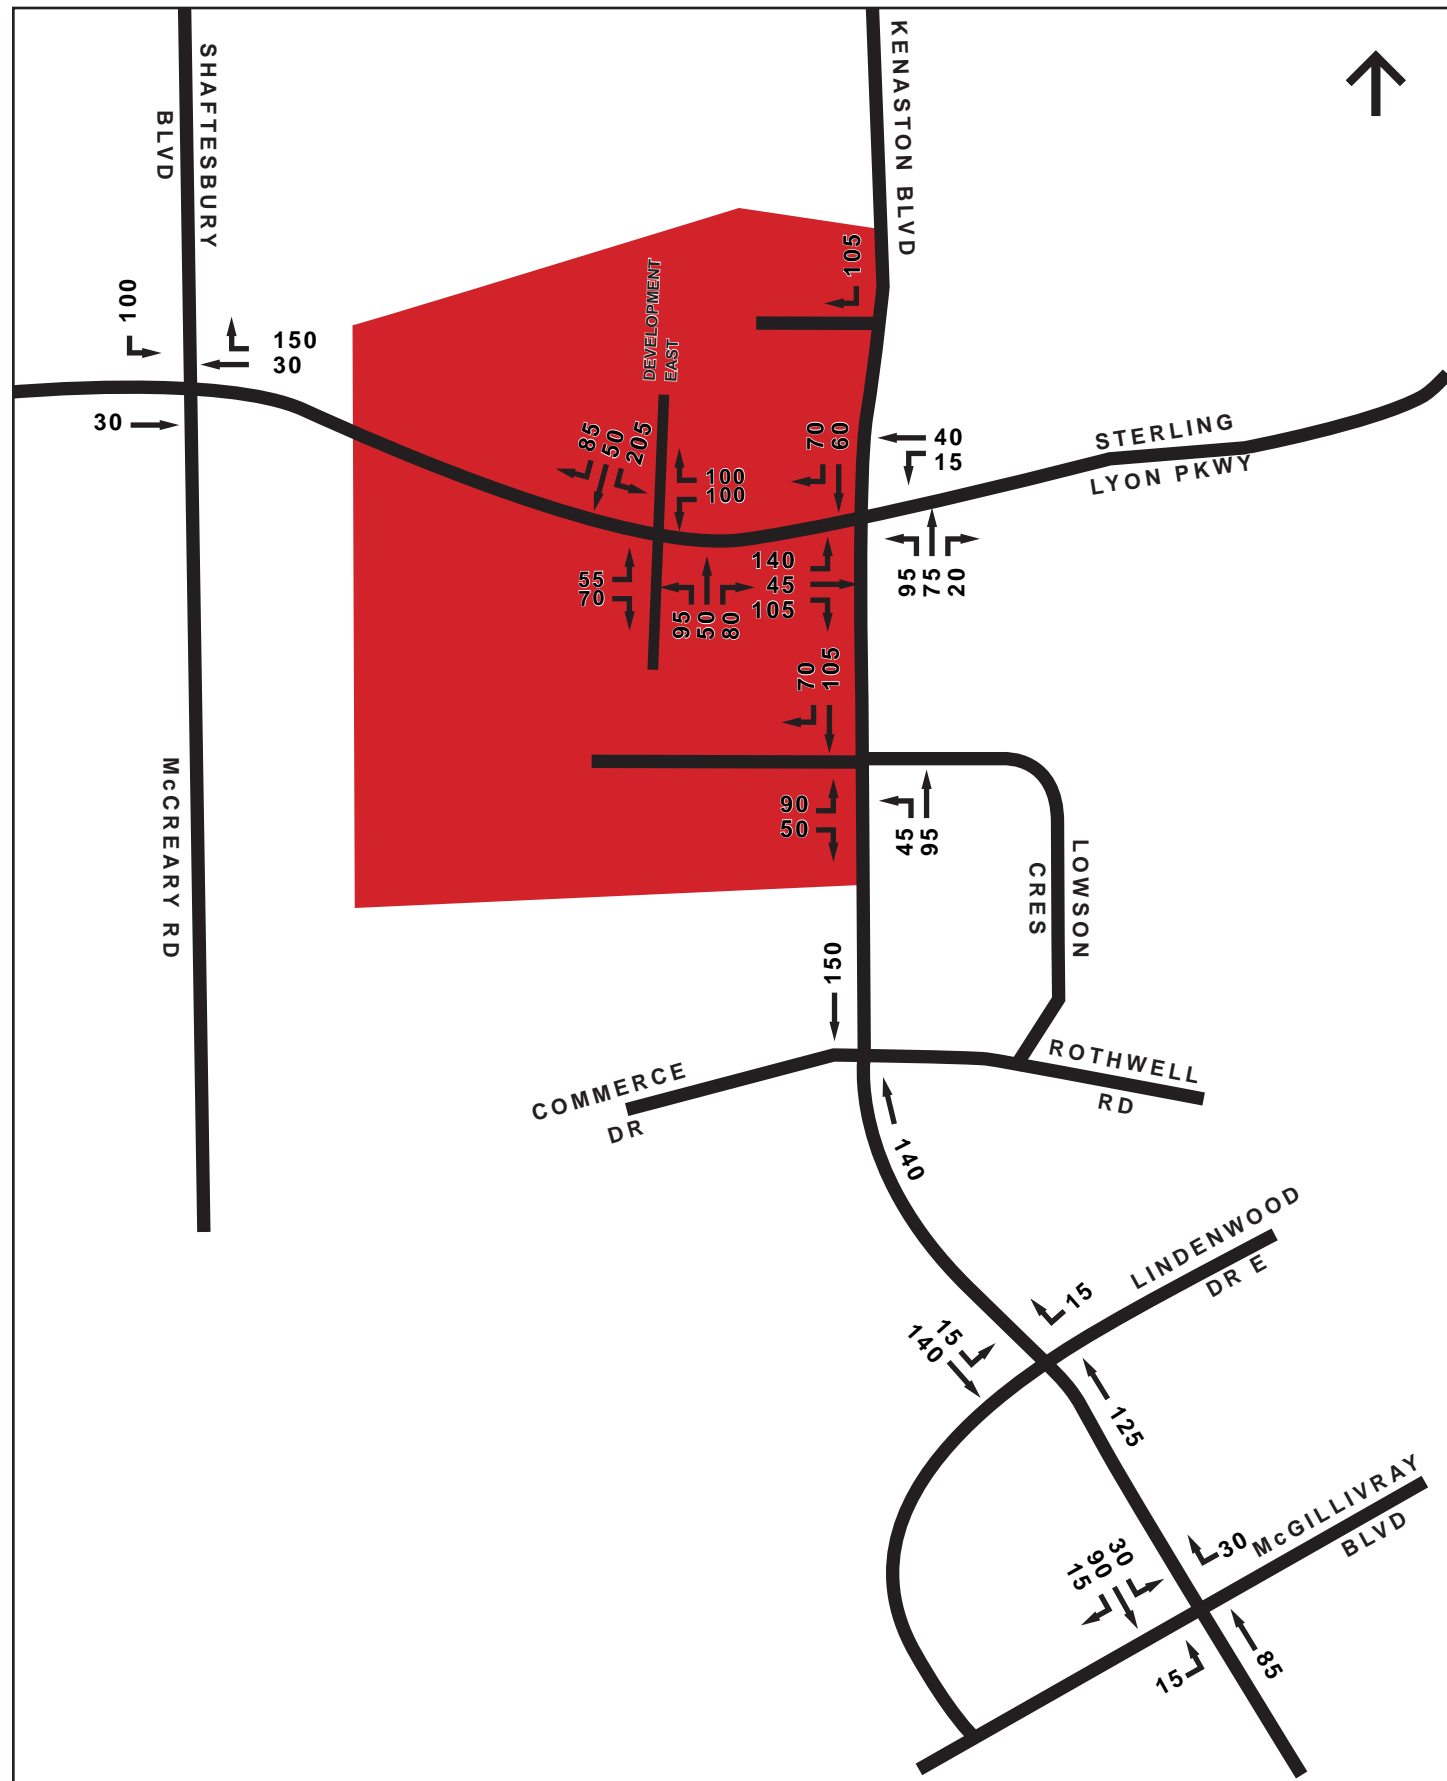 SHAFTESBURY
BLVD
KENASTON BLVD
105
DEVELOPMENT
EAST
100
150
30
30
85
50
205
100
100
70
60
40
15
STERLING
LYON PKWY
55
70
95
50
80
140
45
105
95
75
20
70
105
90
50
45
95
McCREARY RD
LOWSON
CRES
150
COMMERCE
DR
ROTHWELL
RD
140
LINDENWOOD
DR E
15
15
140
125
McGILLIVRAY
BLVD
30
30
90
15
15
85